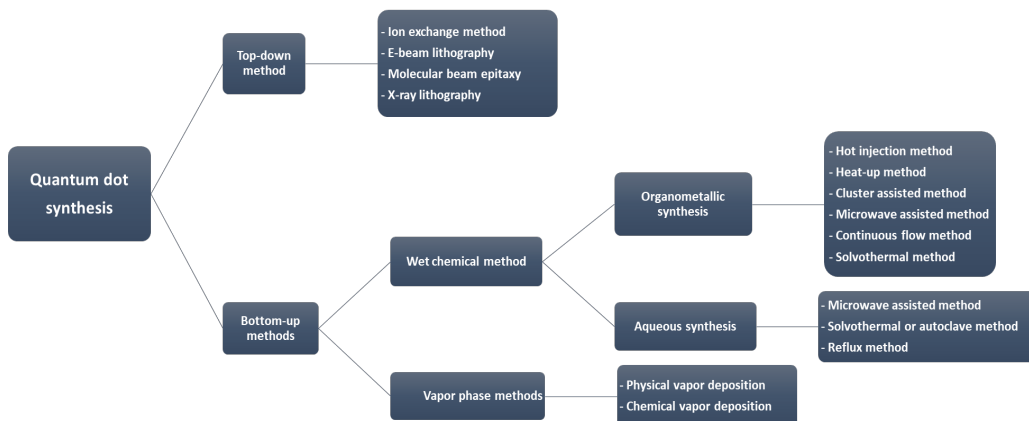 Quantum dot
synthesis
Top-down
method
- Ion exchange method
- E-beam lithography
- Molecular beam epitaxy
- X-ray lithography
Bottom-up
methods
Wet chemical method
Organometallic
synthesis
- Hot injection method
- Heat-up method
- Cluster assisted method
- Microwave assisted method
- Continuous flow method
- Solvothermal method
Aqueous synthesis
- Microwave assisted method
- Solvothermal or autoclave method
- Reflux method
Vapor phase methods
- Physical vapor deposition
- Chemical vapor deposition